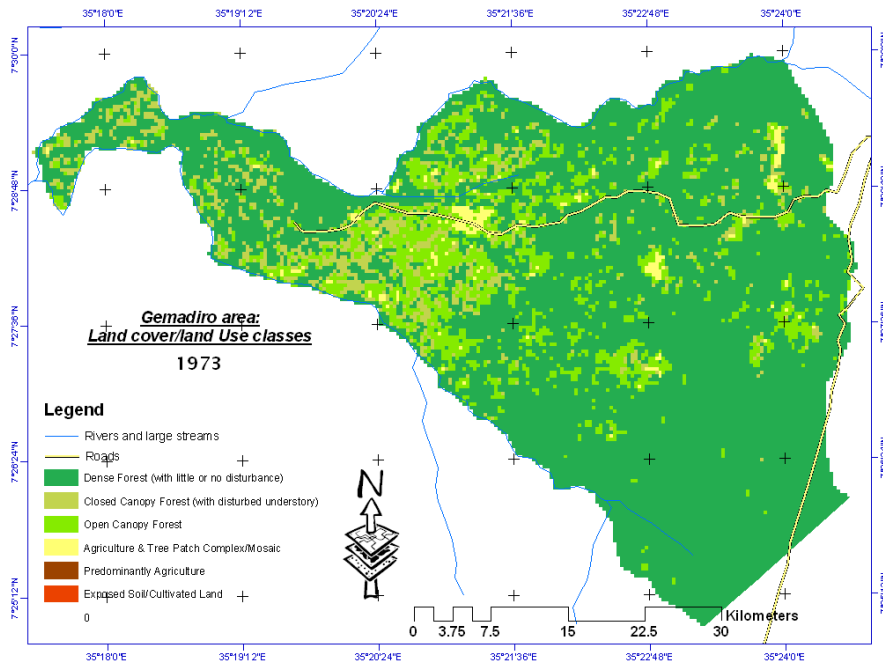 35°18'0"E 35°19'12"E 35°20'24"E 35°21'36"E 35°22'48"E 35°24'0"E
7°30'0"N
7°28'48"N
7°27'36"N
7°26'24"N
7°25'12"N
Gemadiro area:
Land cover/land Use classes
1973
Legend
Rivers and large streams
Roads
Dense Forest (with little or no disturbance)
Closed Canopy Forest (with disturbed understory)
Open Canopy Forest
Agriculture & Tree Patch Complex/Mosaic
Predominantly Agriculture
Exposed Soil/Cultivated Land
0
N
Kilometers
0 3.75 7.5 15 22.5 30
35°18'0"E 35°19'12"E 35°20'24"E 35°21'36"E 35°22'48"E 35°24'0"E